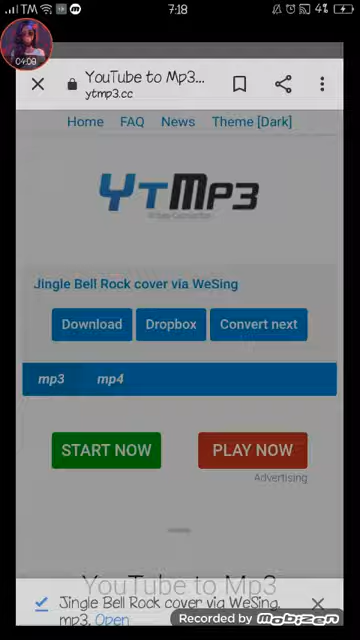 TM
7:18
4%
04:08
YouTube to Mp3...
ytmp3.cc
Home FAQ News Theme [Dark]
YTMP3
Jingle Bell Rock cover via WeSing
Download Dropbox Convert next
mp3 mp4
START NOW PLAY NOW
Advertising
YouTube to Mp3
Jingle Bell Rock cover via WeSing.
mp3. Open
Recorded by mobizen